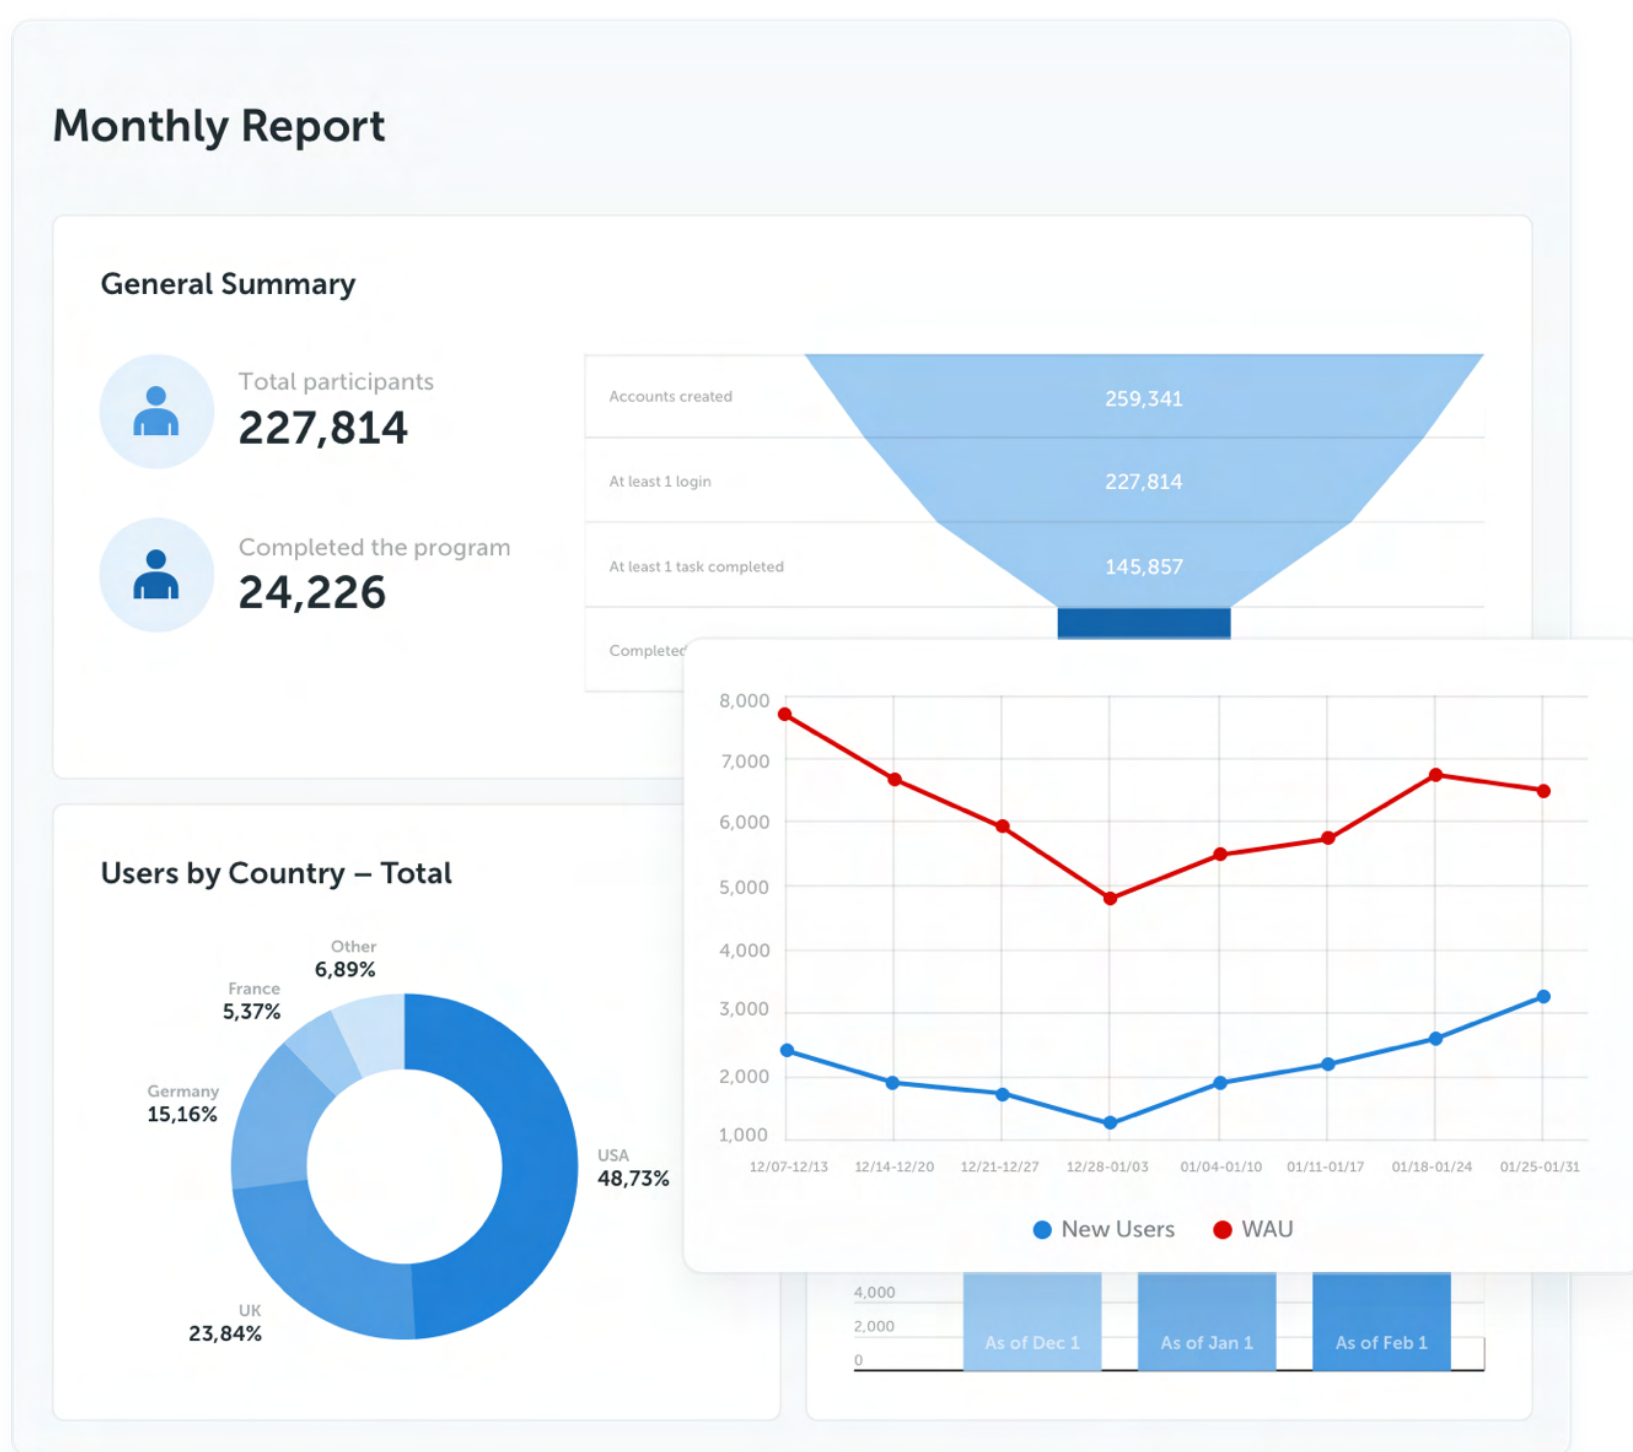 Monthly Report
General Summary
Total participants
227,814
Completed the program
24,226
Accounts created
259,341
At least 1 login
227,814
At least 1 task completed
145,857
Completed
8,000
7,000
6,000
5,000
4,000
3,000
2,000
1,000
12/07-12/13 12/14-12/20 12/21-12/27 12/28-01/03 01/04-01/10 01/11-01/17 01/18-01/24 01/25-01/31
New Users WAU
Users by Country – Total
Other
6,89%
France
5,37%
Germany
15,16%
USA
48,73%
UK
23,84%
4,000
2,000
0
As of Dec 1 As of Jan 1 As of Feb 1